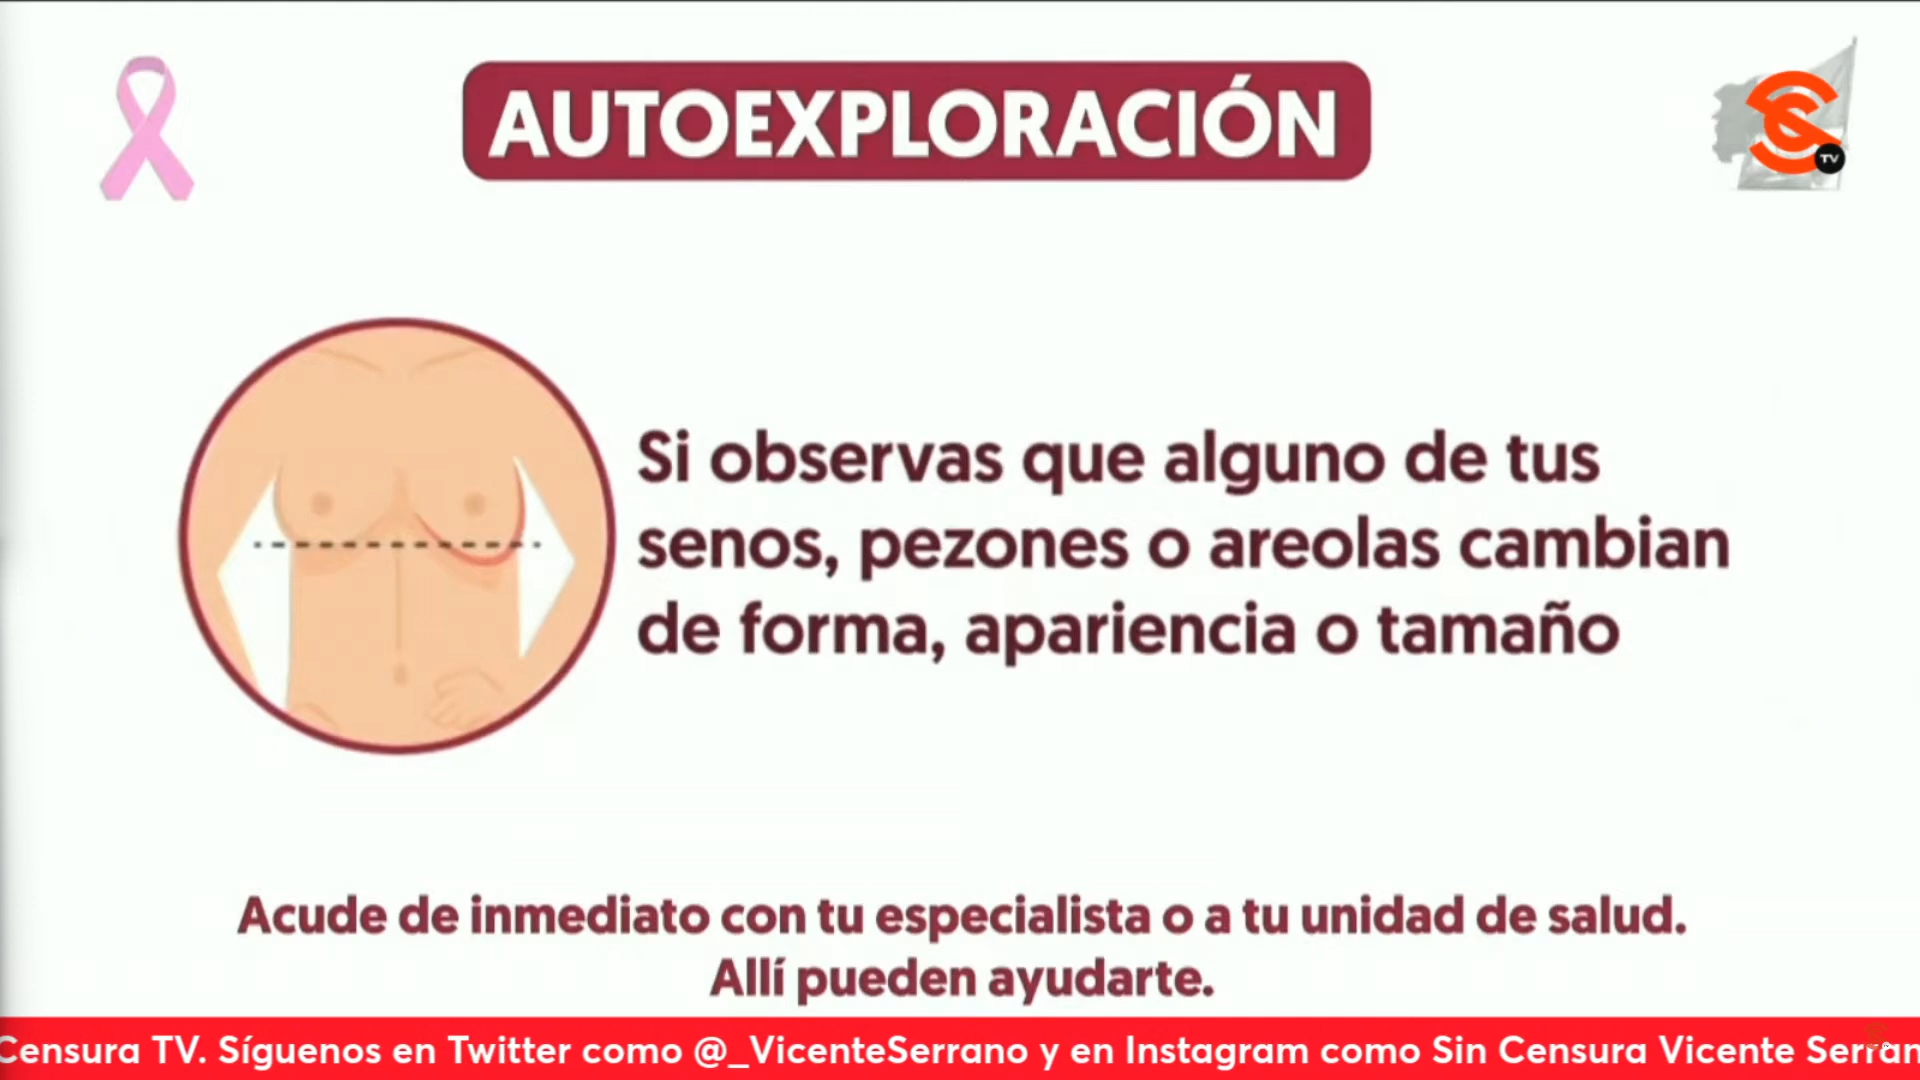 AUTOEXPLORACIÓN
TV
Si observas que alguno de tus
senos, pezones o areolas cambian
de forma, apariencia o tamaño
Acude de inmediato con tu especialista o a tu unidad de salud.
Allí pueden ayudarte.
Censura TV. Síguenos en Twitter como @_VicenteSerrano y en Instagram como Sin Censura Vicente Serran